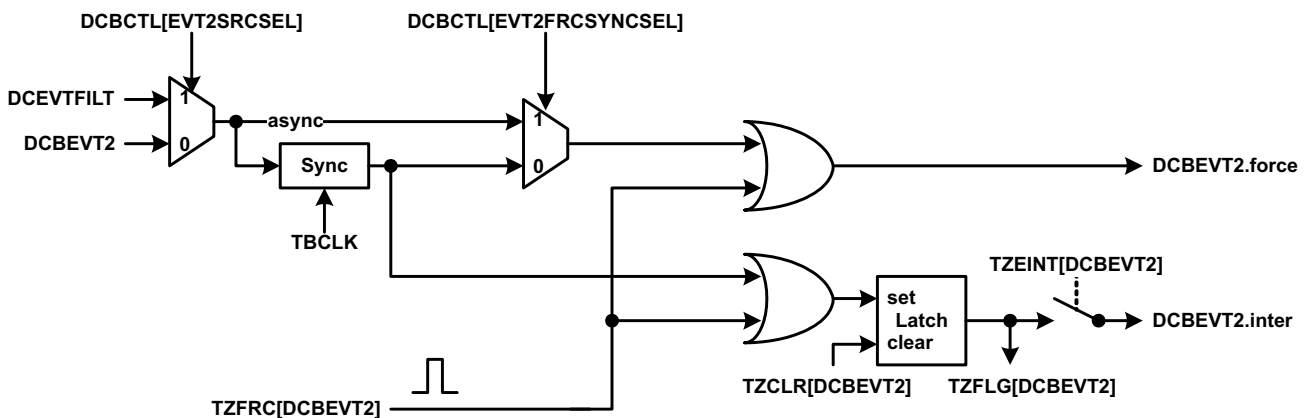 DCBCTL[EVT2SRCSEL]
DCBCTL[EVT2FRCSYNCSEL]
DCEVTFILT
1
async
1
DCBEVT2
0
Sync
0
DCBEVT2.force
TBCLK
TZEINT[DCBEVT2]
set
Latch
clear
DCBEVT2.inter
TZCLR[DCBEVT2]
TZFLG[DCBEVT2]
TZFRC[DCBEVT2]